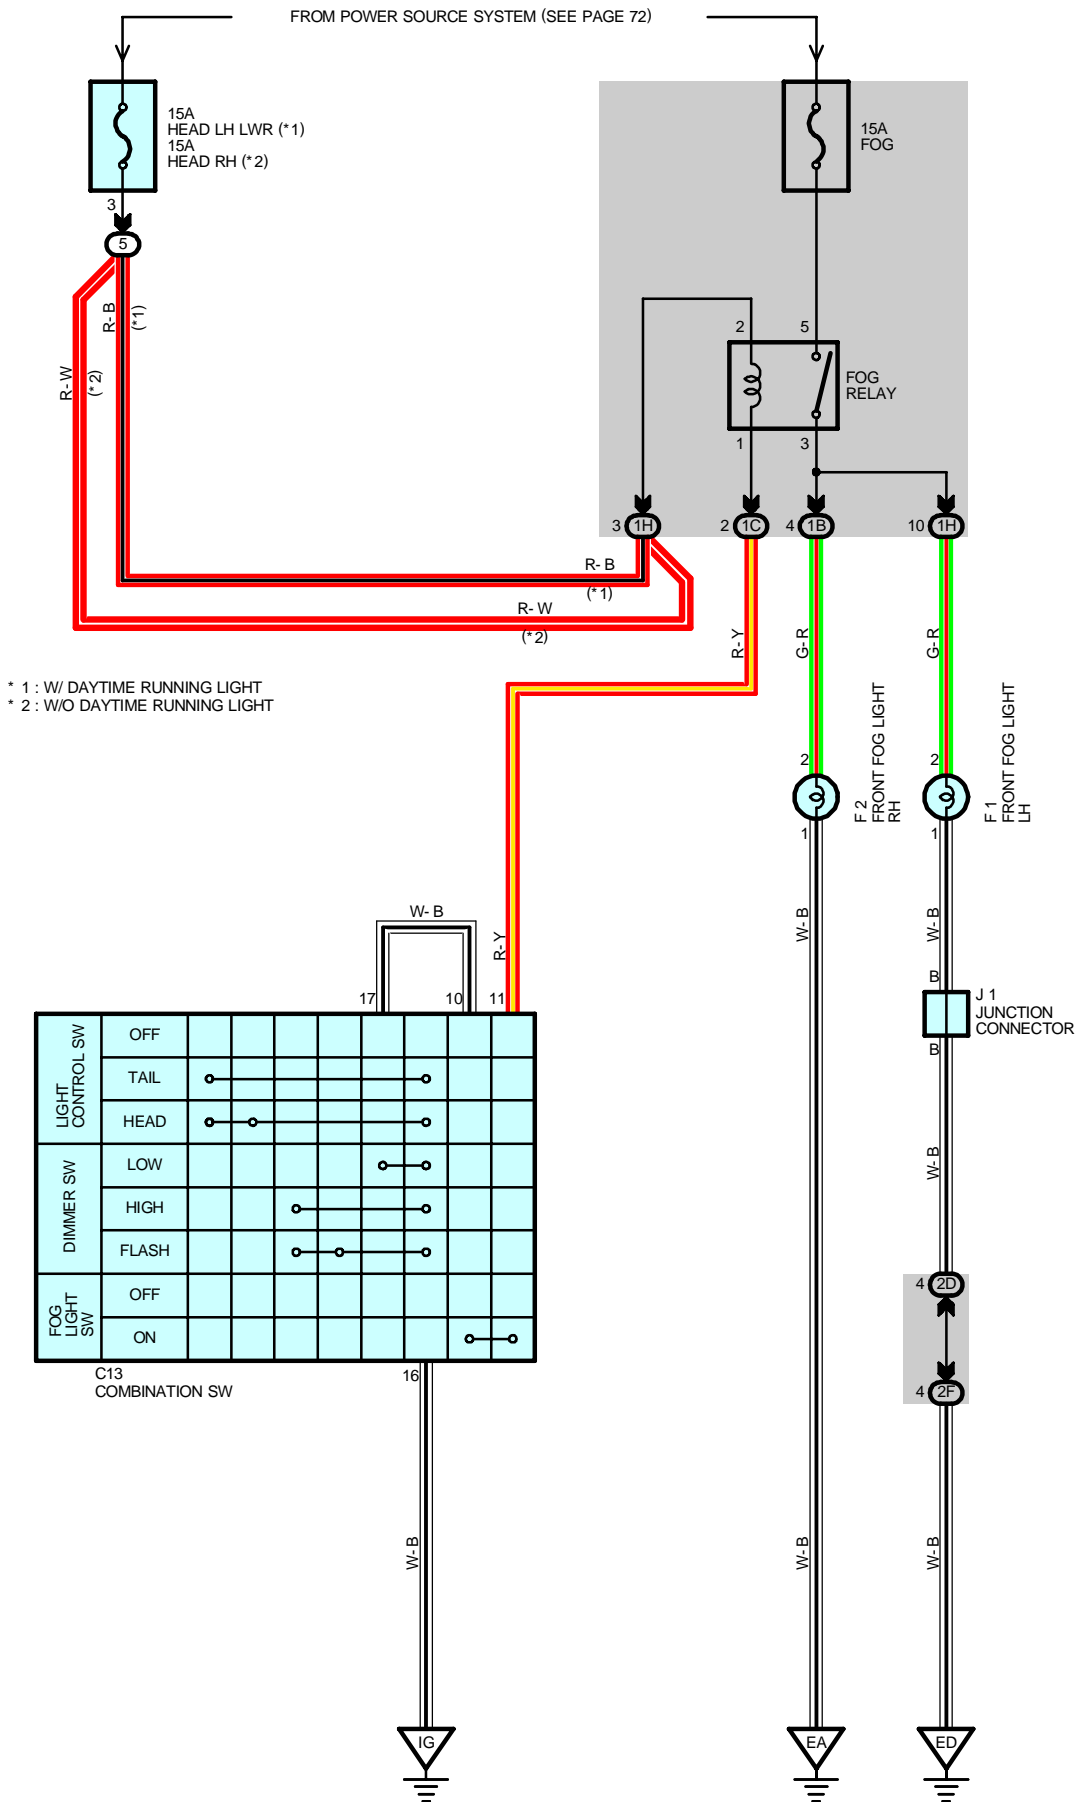 FROM POWER SOURCE SYSTEM (SEE PAGE 72)
15A
HEAD LH LWR (*1)
15A
HEAD RH (*2)
15A
FOG
3
5
R-B
(*1)
R-W
(*2)
2
5
FOG
RELAY
1
3
3 1H
2 1C
4 1B
10 1H
R-B
(*1)
R-W
(*2)
R-Y
G-R
G-R
* 1 : W/ DAYTIME RUNNING LIGHT
* 2 : W/O DAYTIME RUNNING LIGHT
2
F 2
FRONT FOG LIGHT
RH
1
2
F 1
FRONT FOG LIGHT
LH
1
W-B
R-Y
W-B
W-B
17
10
11
B
J 1
JUNCTION
CONNECTOR
B
LIGHT
CONTROL SW
OFF
TAIL
HEAD
DIMMER SW
LOW
HIGH
FLASH
FOG
LIGHT
SW
OFF
ON
C13
COMBINATION SW
16
W-B
4 2D
4 2F
W-B
W-B
W-B
IG
EA
ED